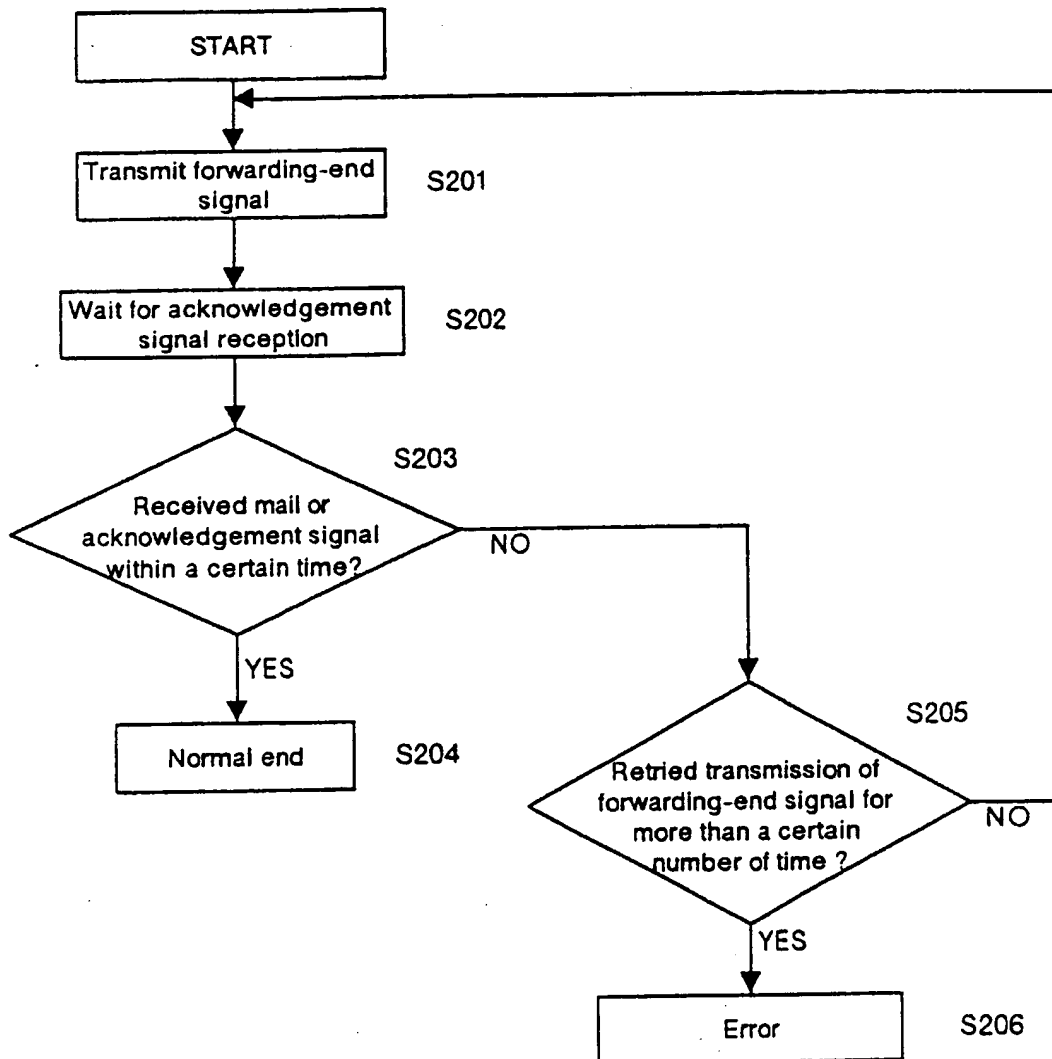 START
Transmit forwarding-end
signal
S201
Wait for acknowledgement
signal reception
S202
S203
Received mail or
acknowledgement signal
within a certain time?
NO
YES
Normal end
S204
S205
Retried transmission of
forwarding-end signal for
more than a certain
number of time ?
NO
YES
Error
S206